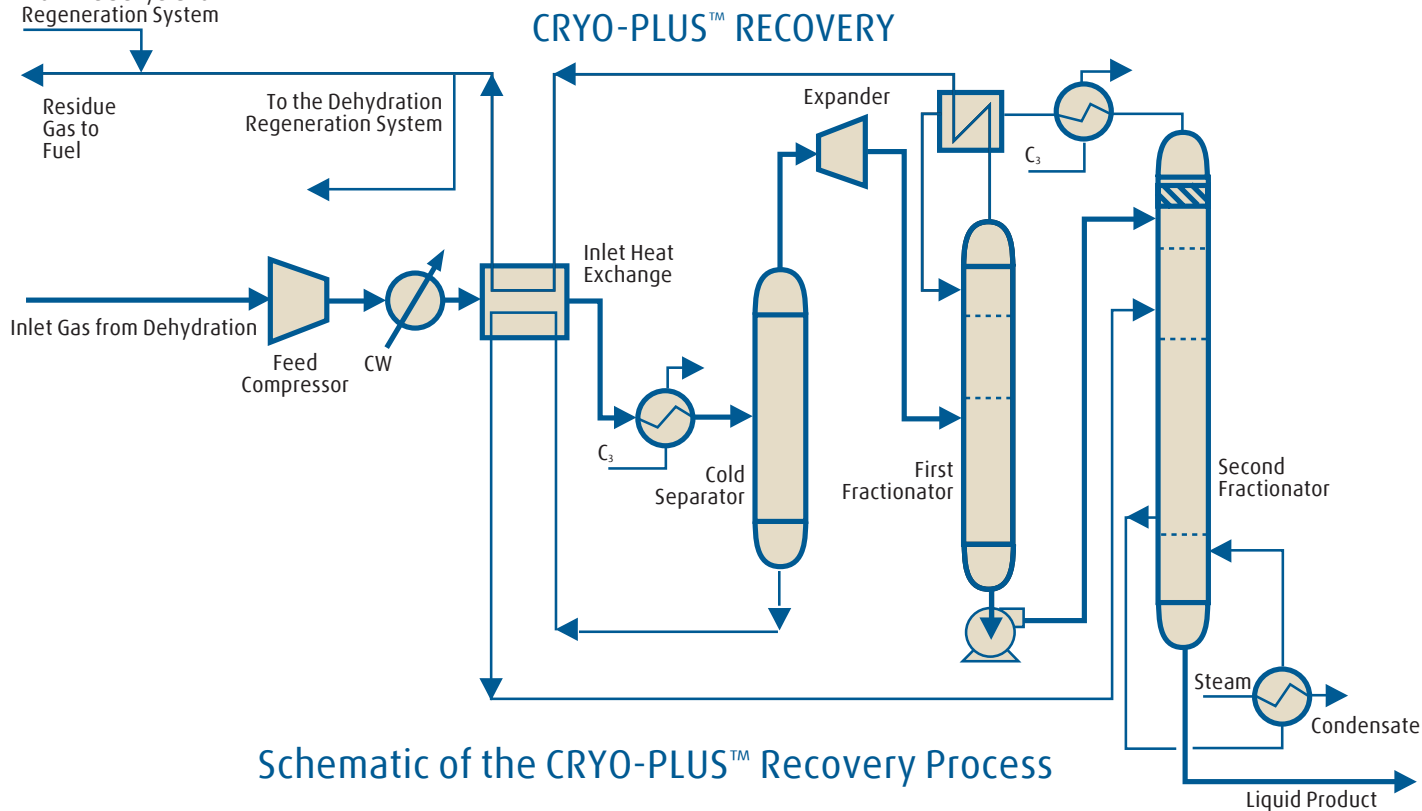 Regeneration System
CRYO-PLUS™ RECOVERY
Residue
Gas to
Fuel
To the Dehydration
Regeneration System
Expander
C₃
Inlet Heat
Exchange
Inlet Gas from Dehydration
Feed
Compressor
CW
C₃
Cold
Separator
First
Fractionator
Second
Fractionator
Steam
Condensate
Schematic of the CRYO-PLUS™ Recovery Process
Liquid Product